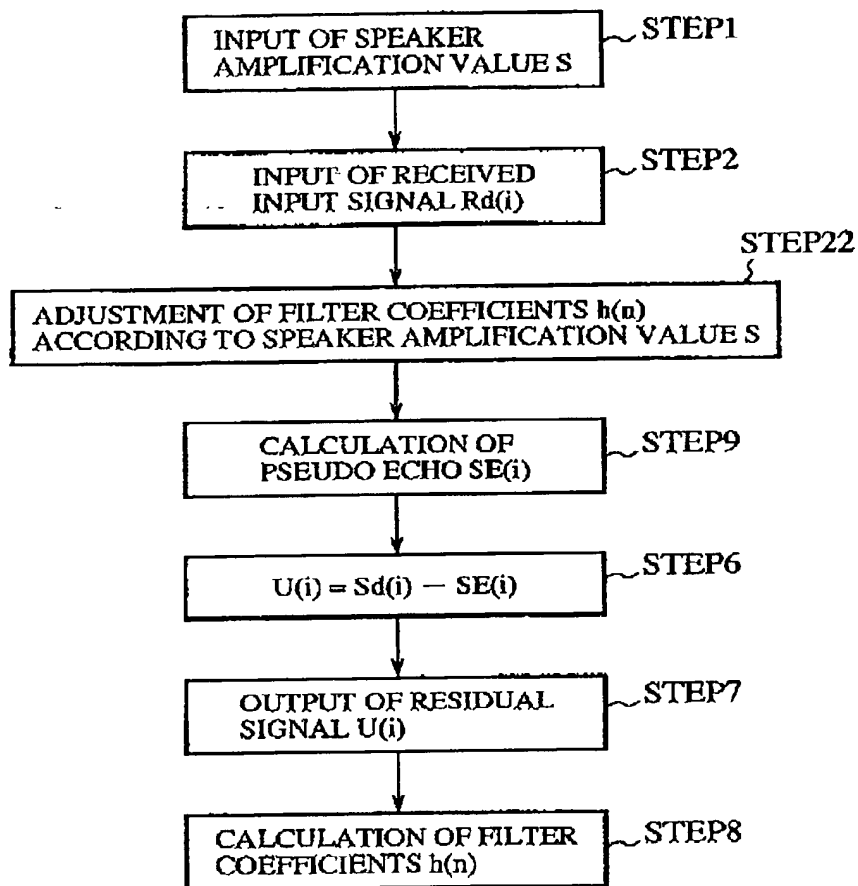 INPUT OF SPEAKER
AMPLIFICATION VALUE S
STEP1
INPUT OF RECEIVED
INPUT SIGNAL Rd(i)
STEP2
STEP22
ADJUSTMENT OF FILTER COEFFICIENTS h(n)
ACCORDING TO SPEAKER AMPLIFICATION VALUE S
CALCULATION OF
PSEUDO ECHO SE(i)
STEP9
U(i) = Sd(i) — SE(i)
STEP6
OUTPUT OF RESIDUAL
SIGNAL U(i)
STEP7
CALCULATION OF FILTER
COEFFICIENTS h(n)
STEP8